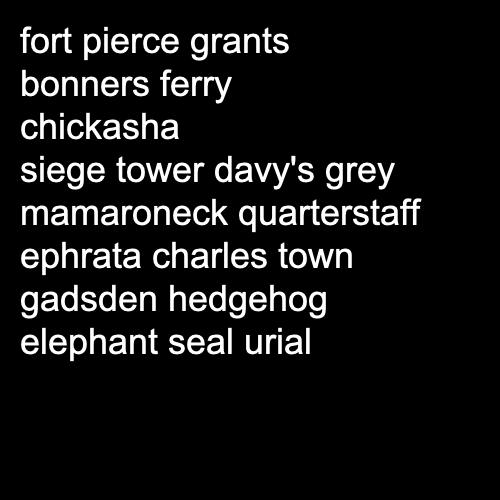 fort pierce grants
bonners ferry
chickasha
siege tower davy's grey
mamaroneck quarterstaff
ephrata charles town
gadsden hedgehog
elephant seal urial